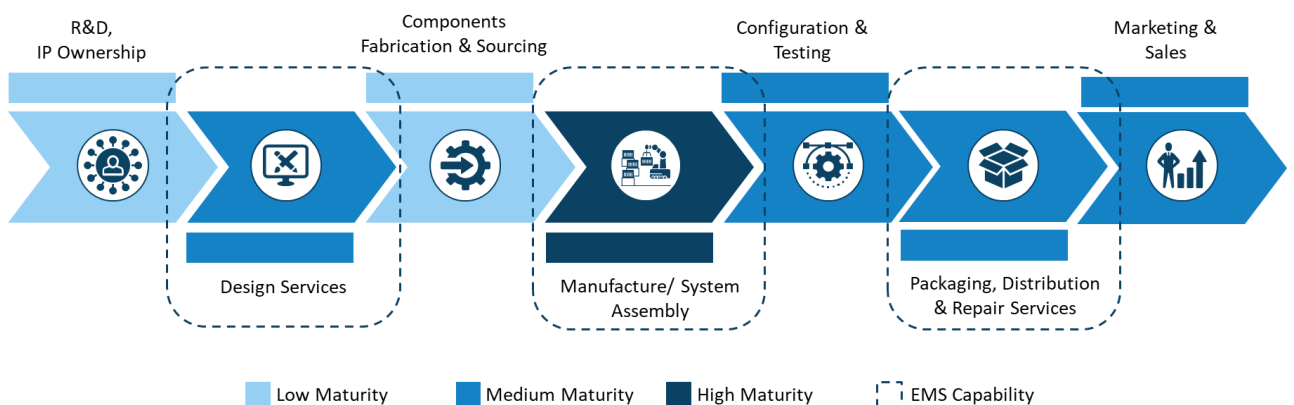 R&D,
IP Ownership
Components
Fabrication & Sourcing
Configuration &
Testing
Marketing &
Sales
Design Services
Manufacture/ System
Assembly
Packaging, Distribution
& Repair Services
Low Maturity
Medium Maturity
High Maturity
EMS Capability